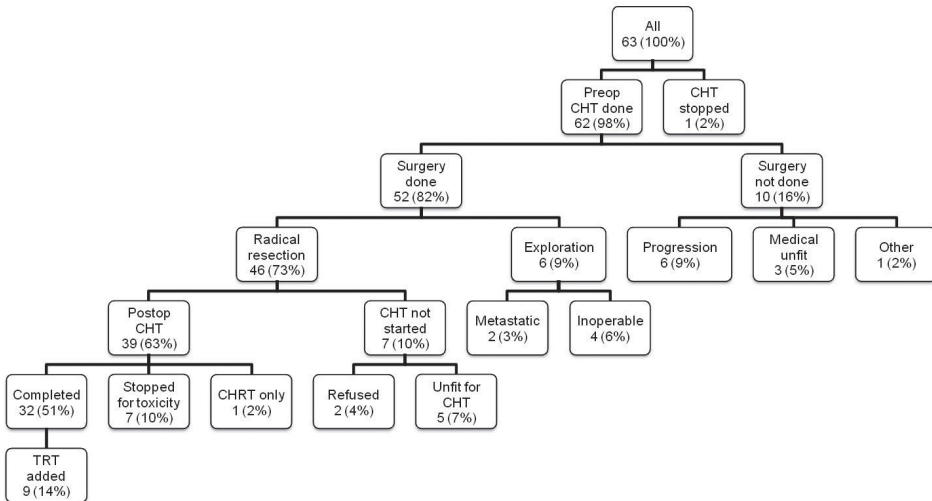 All
63 (100%)
Preop
CHT done
62 (98%)
CHT
stopped
1 (2%)
Surgery
done
52 (82%)
Surgery
not done
10 (16%)
Radical
resection
46 (73%)
Exploration
6 (9%)
Progression
6 (9%)
Medical
unfit
3 (5%)
Other
1 (2%)
Postop
CHT
39 (63%)
CHT not
started
7 (10%)
Metastatic
2 (3%)
Inoperable
4 (6%)
Completed
32 (51%)
Stopped
for toxicity
7 (10%)
CHRT only
1 (2%)
Refused
2 (4%)
Unfit for
CHT
5 (7%)
TRT
added
9 (14%)